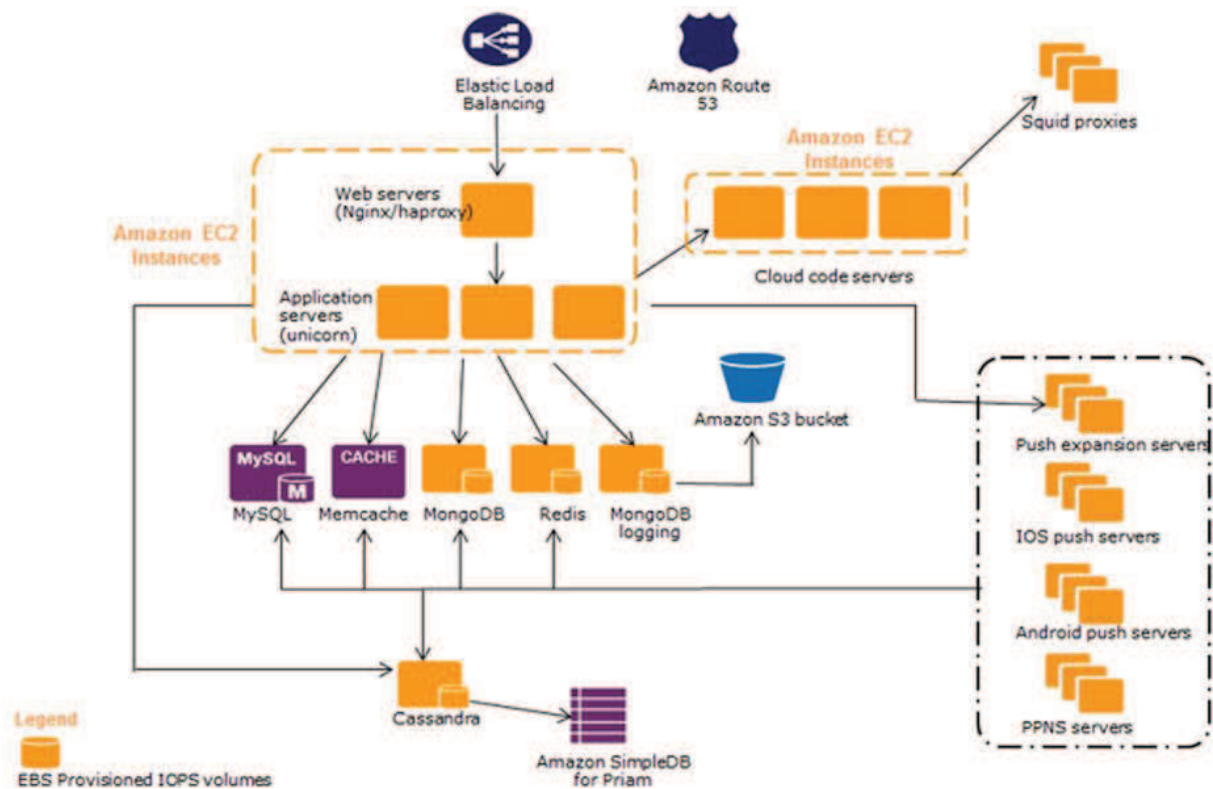 Elastic Load
Balancing
Amazon Route
53
Squid proxies
Amazon EC2
Instances
Web servers
(Nginx/haproxy)
Amazon EC2
Instances
Cloud code servers
Application
servers
(unicorn)
Amazon S3 bucket
Push expansion servers
MySQL
M
CACHE
MySQL
Memcache
MongoDB
Redis
MongoDB
logging
IOS push servers
Android push servers
Cassandra
PPNS servers
Legend
EBS Provisioned IOPS volumes
Amazon SimpleDB
for Priam